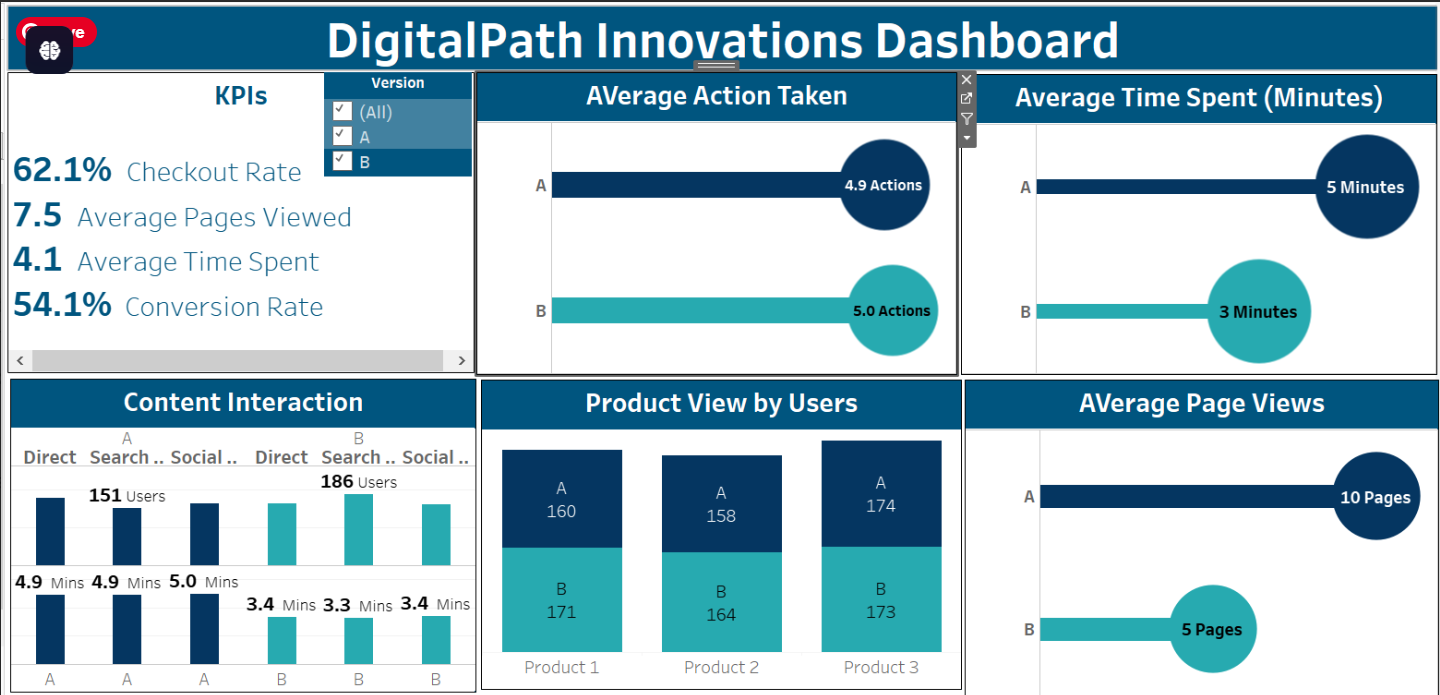 DigitalPath Innovations Dashboard
KPIs
Version
(All)
A
B
62.1% Checkout Rate
7.5 Average Pages Viewed
4.1 Average Time Spent
54.1% Conversion Rate
AVerage Action Taken
A
4.9 Actions
B
5.0 Actions
Average Time Spent (Minutes)
A
5 Minutes
B
3 Minutes
Content Interaction
A B
Direct Search .. Social .. Direct Search .. Social ..
151 Users
186 Users
4.9 Mins 4.9 Mins 5.0 Mins
3.4 Mins 3.3 Mins 3.4 Mins
A A A B B B
Product View by Users
A
160
A
158
A
174
B
171
B
164
B
173
Product 1 Product 2 Product 3
AVerage Page Views
A
10 Pages
B
5 Pages